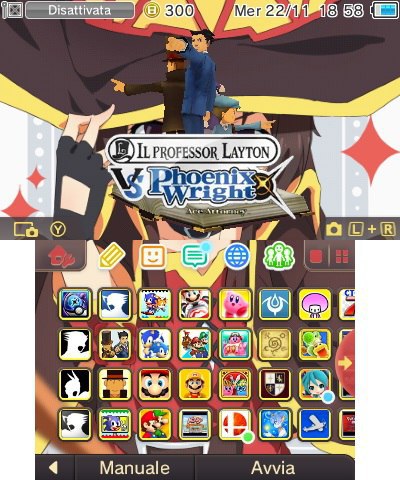 Disattivata
300
Mer 22/11 18 58
IL PROFESSOR LAYTON
VS Phoenix Wright
Ace Attorney
Y
L + R
Manuale
Avvia